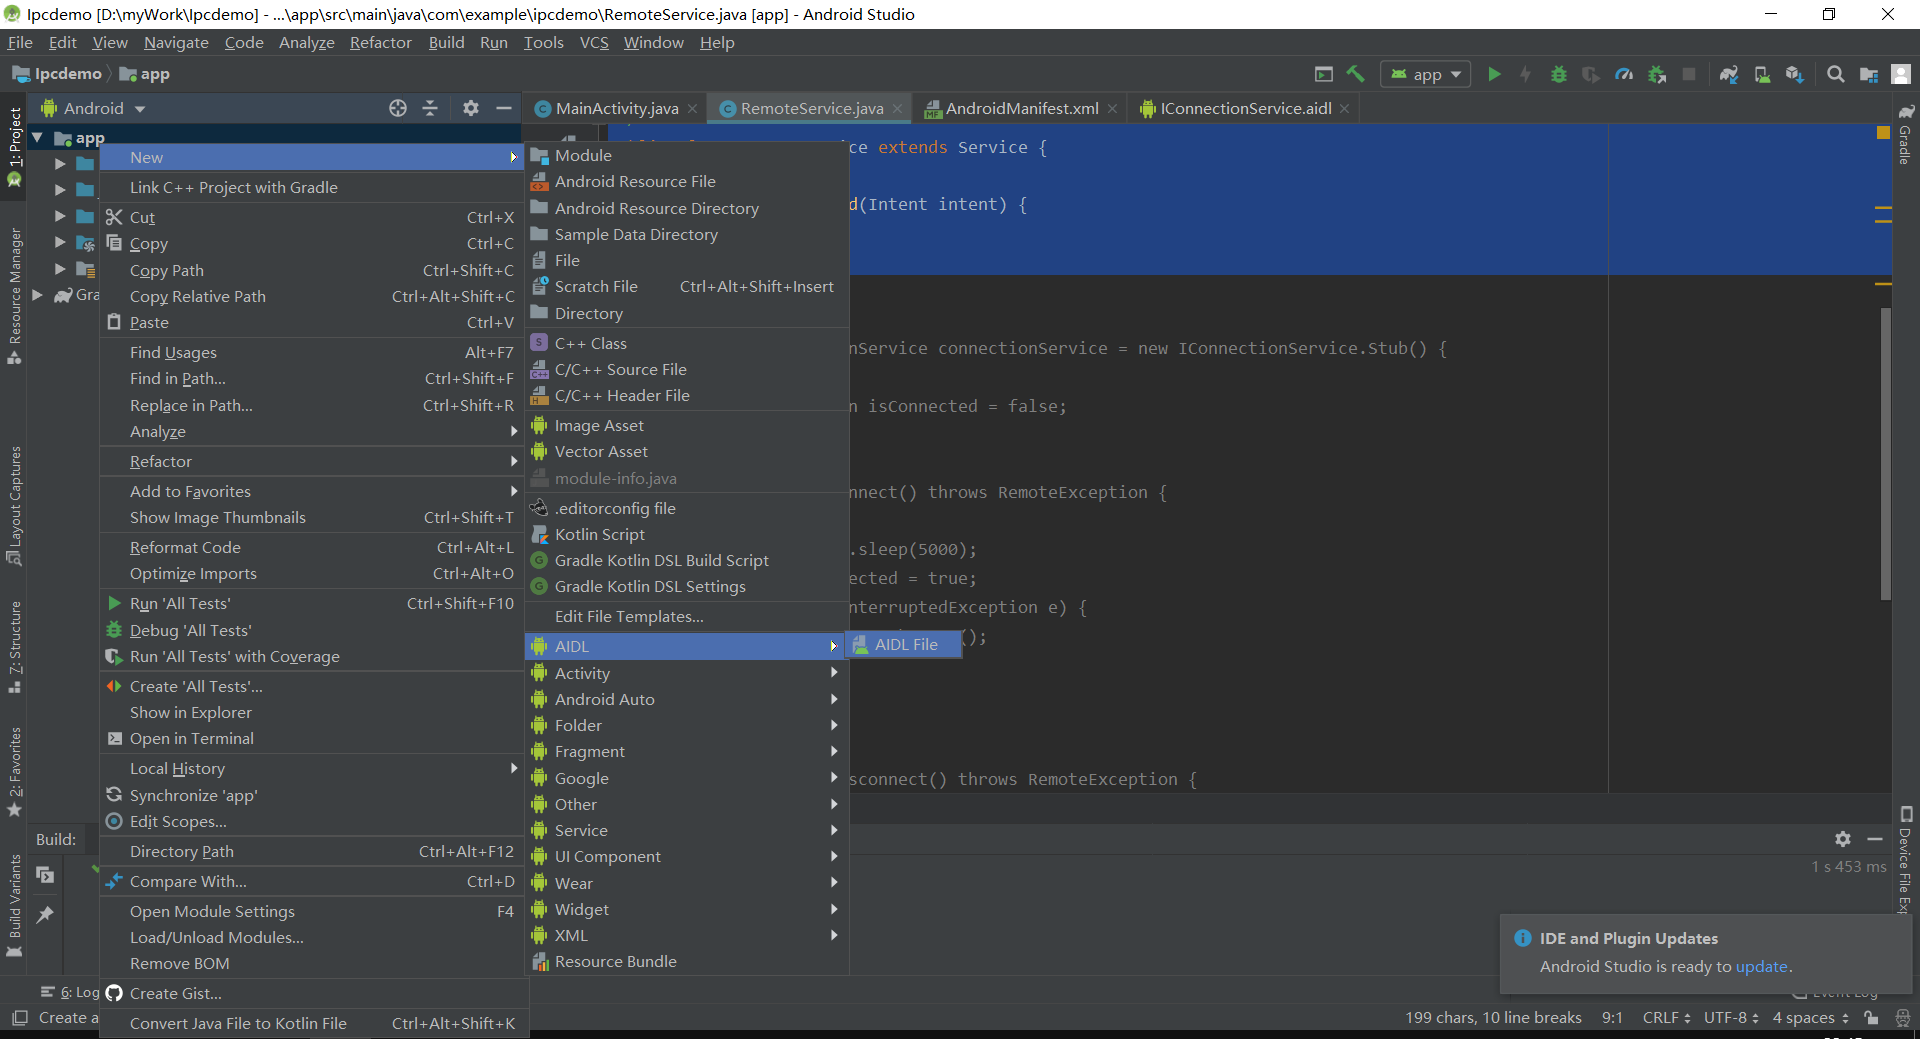 Ipcdemo [D:\myWork\Ipcdemo] - ...\app\src\main\java\com\example\ipcdemo\RemoteService.java [app] - Android Studio
File Edit View Navigate Code Analyze Refactor Build Run Tools VCS Window Help
Ipcdemo app
app
Android
MainActivity.java RemoteService.java AndroidManifest.xml IConnectionService.aidl
1: Project
Resource Manager
Layout Captures
7: Structure
2: Favorites
Build Variants
app
Gra
New
Link C++ Project with Gradle
Cut Ctrl+X
Copy Ctrl+C
Copy Path Ctrl+Shift+C
Copy Relative Path Ctrl+Alt+Shift+C
Paste Ctrl+V
Find Usages Alt+F7
Find in Path... Ctrl+Shift+F
Replace in Path... Ctrl+Shift+R
Analyze
Refactor
Add to Favorites
Show Image Thumbnails Ctrl+Shift+T
Reformat Code Ctrl+Alt+L
Optimize Imports Ctrl+Alt+O
Run 'All Tests' Ctrl+Shift+F10
Debug 'All Tests'
Run 'All Tests' with Coverage
Create 'All Tests'...
Show in Explorer
Open in Terminal
Local History
Synchronize 'app'
Edit Scopes...
Directory Path Ctrl+Alt+F12
Compare With... Ctrl+D
Open Module Settings F4
Load/Unload Modules...
Remove BOM
Create Gist...
Convert Java File to Kotlin File Ctrl+Alt+Shift+K
Module
Android Resource File
Android Resource Directory
Sample Data Directory
File
Scratch File Ctrl+Alt+Shift+Insert
Directory
C++ Class
C/C++ Source File
C/C++ Header File
Image Asset
Vector Asset
module-info.java
.editorconfig file
Kotlin Script
Gradle Kotlin DSL Build Script
Gradle Kotlin DSL Settings
Edit File Templates...
AIDL
Activity
Android Auto
Folder
Fragment
Google
Other
Service
UI Component
Wear
Widget
XML
Resource Bundle
AIDL File
ce extends Service {
d(Intent intent) {
nService connectionService = new IConnectionService.Stub() {
n isConnected = false;
nnect() throws RemoteException {
.sleep(5000);
ected = true;
nterruptedException e) {
();
sconnect() throws RemoteException {
Gradle
Device File Exp
Build:
1 s 453 ms
IDE and Plugin Updates
Android Studio is ready to update.
6: Log
Event Log
Create a
199 chars, 10 line breaks 9:1 CRLF UTF-8 4 spaces